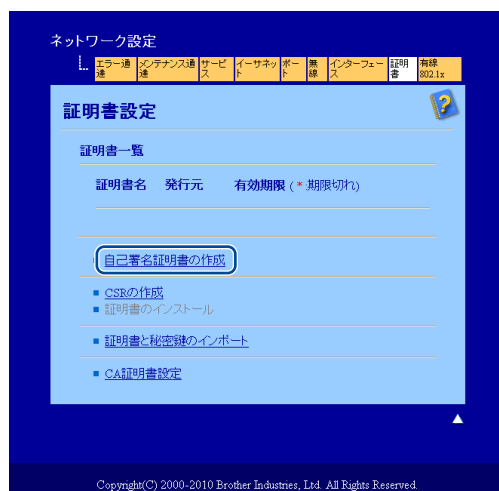 ネットワーク設定
エラー通達 メンテナンス通達 サービス イーサネット ポート 無線 インターフェース 証明書 有線802.1x
証明書設定
証明書一覧
証明書名 発行元 有効期限 (* :期限切れ)
自己署名証明書の作成
CSRの作成
証明書のインストール
証明書と秘密鍵のインポート
CA証明書設定
Copyright(C) 2000-2010 Brother Industries, Ltd. All Rights Reserved.